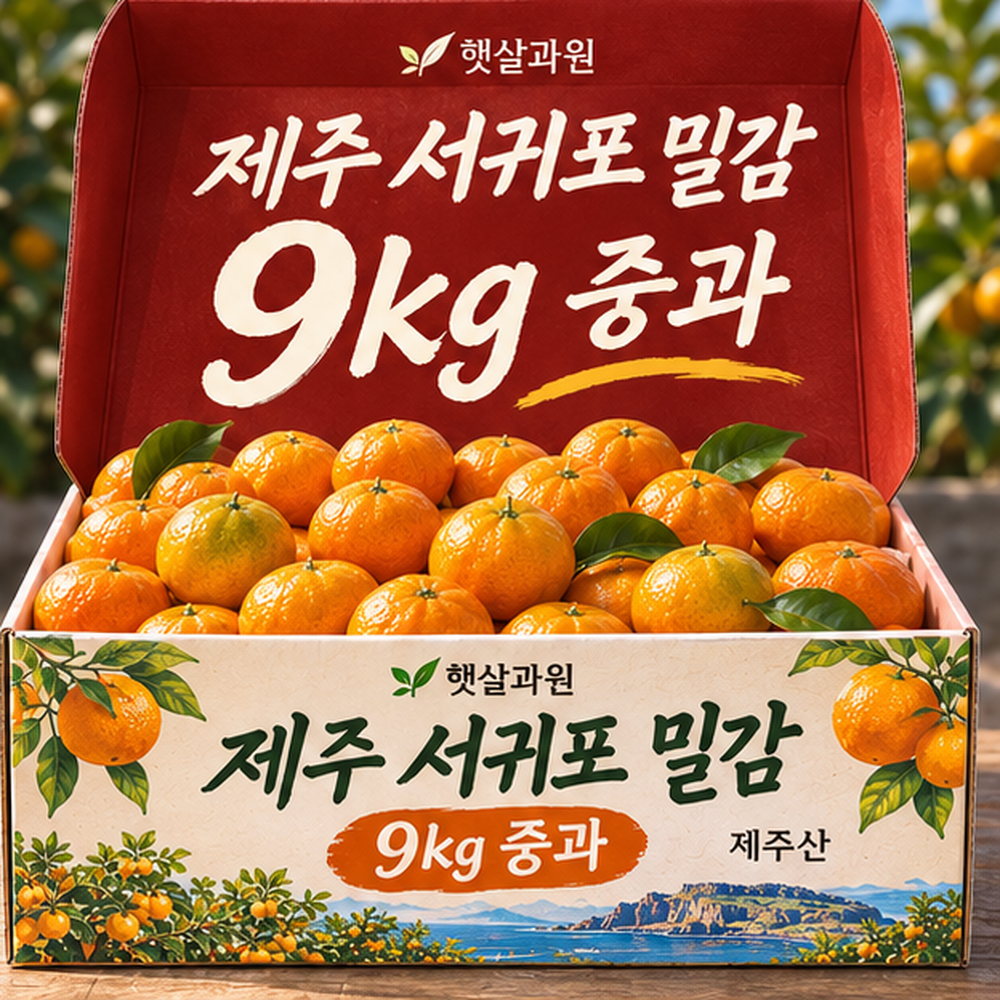 햇살과원
제주 서귀포 밀감
9kg 중과
햇살과원
제주 서귀포 밀감
9kg 중과
제주산